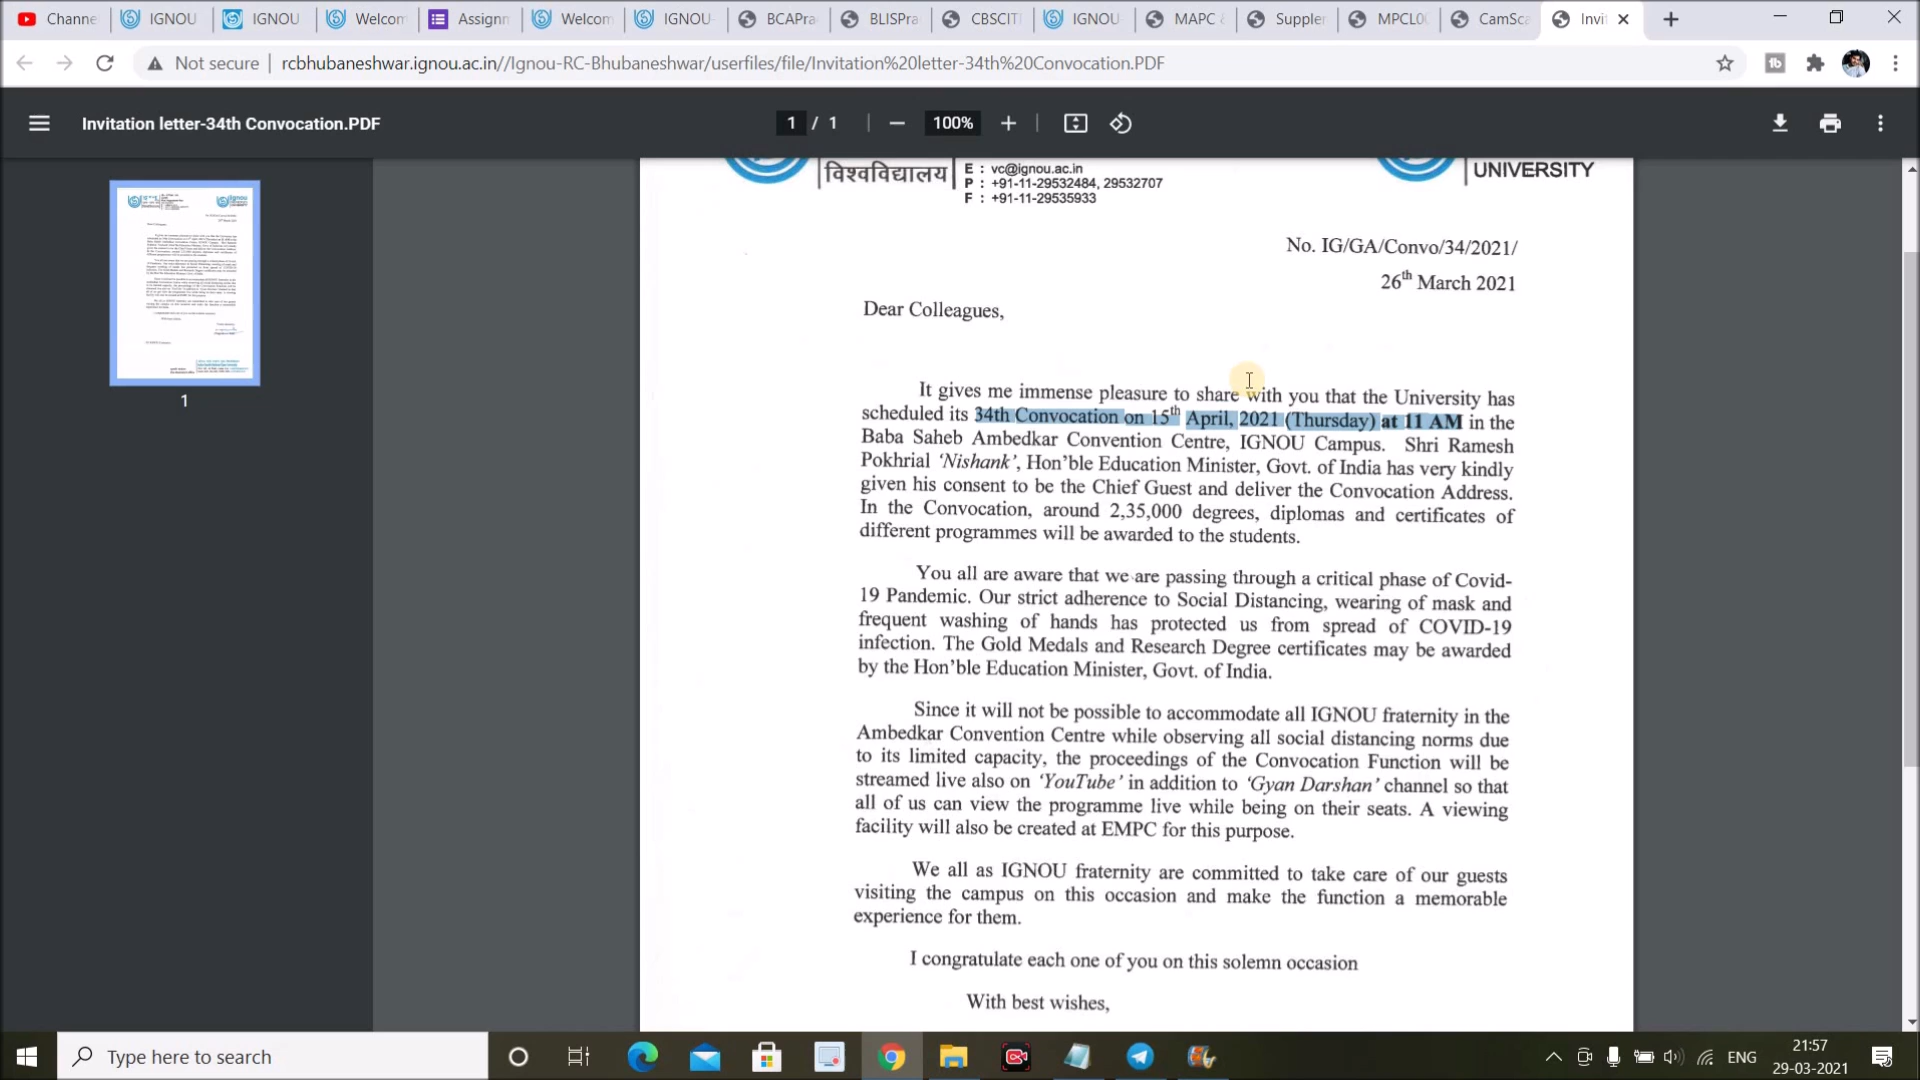 Channe
IGNOU
IGNOU
Welcom
Assignn
Welcom
IGNOU-
BCAPra
BLISPra
CBSCIT
IGNOU-
MAPC &
Supplen
MPCL00
CamSca
Invi
Not secure
rcbhubaneshwar.ignou.ac.in//Ignou-RC-Bhubaneshwar/userfiles/file/Invitation%20letter-34th%20Convocation.PDF
Invitation letter-34th Convocation.PDF
1 / 1
100%
विश्वविद्यालय
E : vc@ignou.ac.in
P : +91-11-29532484, 29532707
F : +91-11-29535933
UNIVERSITY
No. IG/GA/Convo/34/2021/
26th March 2021
Dear Colleagues,
It gives me immense pleasure to share with you that the University has
scheduled its 34th Convocation on 15th April, 2021 (Thursday) at 11 AM in the
Baba Saheb Ambedkar Convention Centre, IGNOU Campus. Shri Ramesh
Pokhrial ‘Nishank’, Hon’ble Education Minister, Govt. of India has very kindly
given his consent to be the Chief Guest and deliver the Convocation Address.
In the Convocation, around 2,35,000 degrees, diplomas and certificates of
different programmes will be awarded to the students.
You all are aware that we are passing through a critical phase of Covid-
19 Pandemic. Our strict adherence to Social Distancing, wearing of mask and
frequent washing of hands has protected us from spread of COVID-19
infection. The Gold Medals and Research Degree certificates may be awarded
by the Hon’ble Education Minister, Govt. of India.
Since it will not be possible to accommodate all IGNOU fraternity in the
Ambedkar Convention Centre while observing all social distancing norms due
to its limited capacity, the proceedings of the Convocation Function will be
streamed live also on ‘YouTube’ in addition to ‘Gyan Darshan’ channel so that
all of us can view the programme live while being on their seats. A viewing
facility will also be created at EMPC for this purpose.
We all as IGNOU fraternity are committed to take care of our guests
visiting the campus on this occasion and make the function a memorable
experience for them.
I congratulate each one of you on this solemn occasion
With best wishes,
1
Type here to search
ENG
21:57
29-03-2021